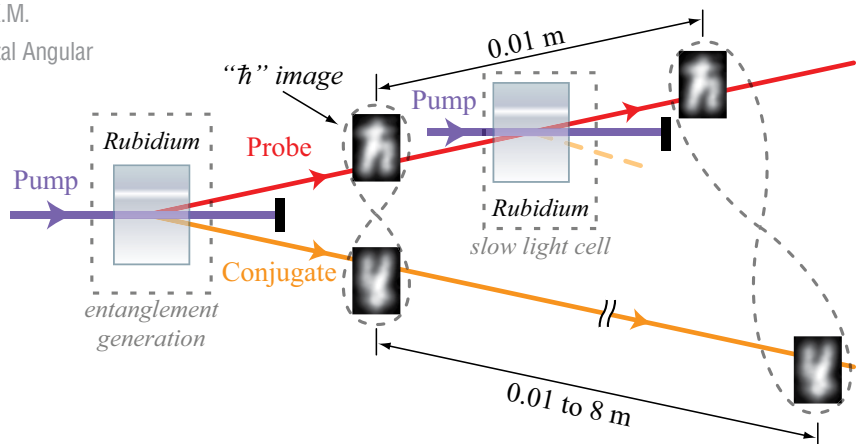 .M.
tal Angular
0.01 m
“ħ” image
Pump
Rubidium
Probe
Pump
Rubidium
slow light cell
Conjugate
entanglement
generation
0.01 to 8 m
ħ
ħ